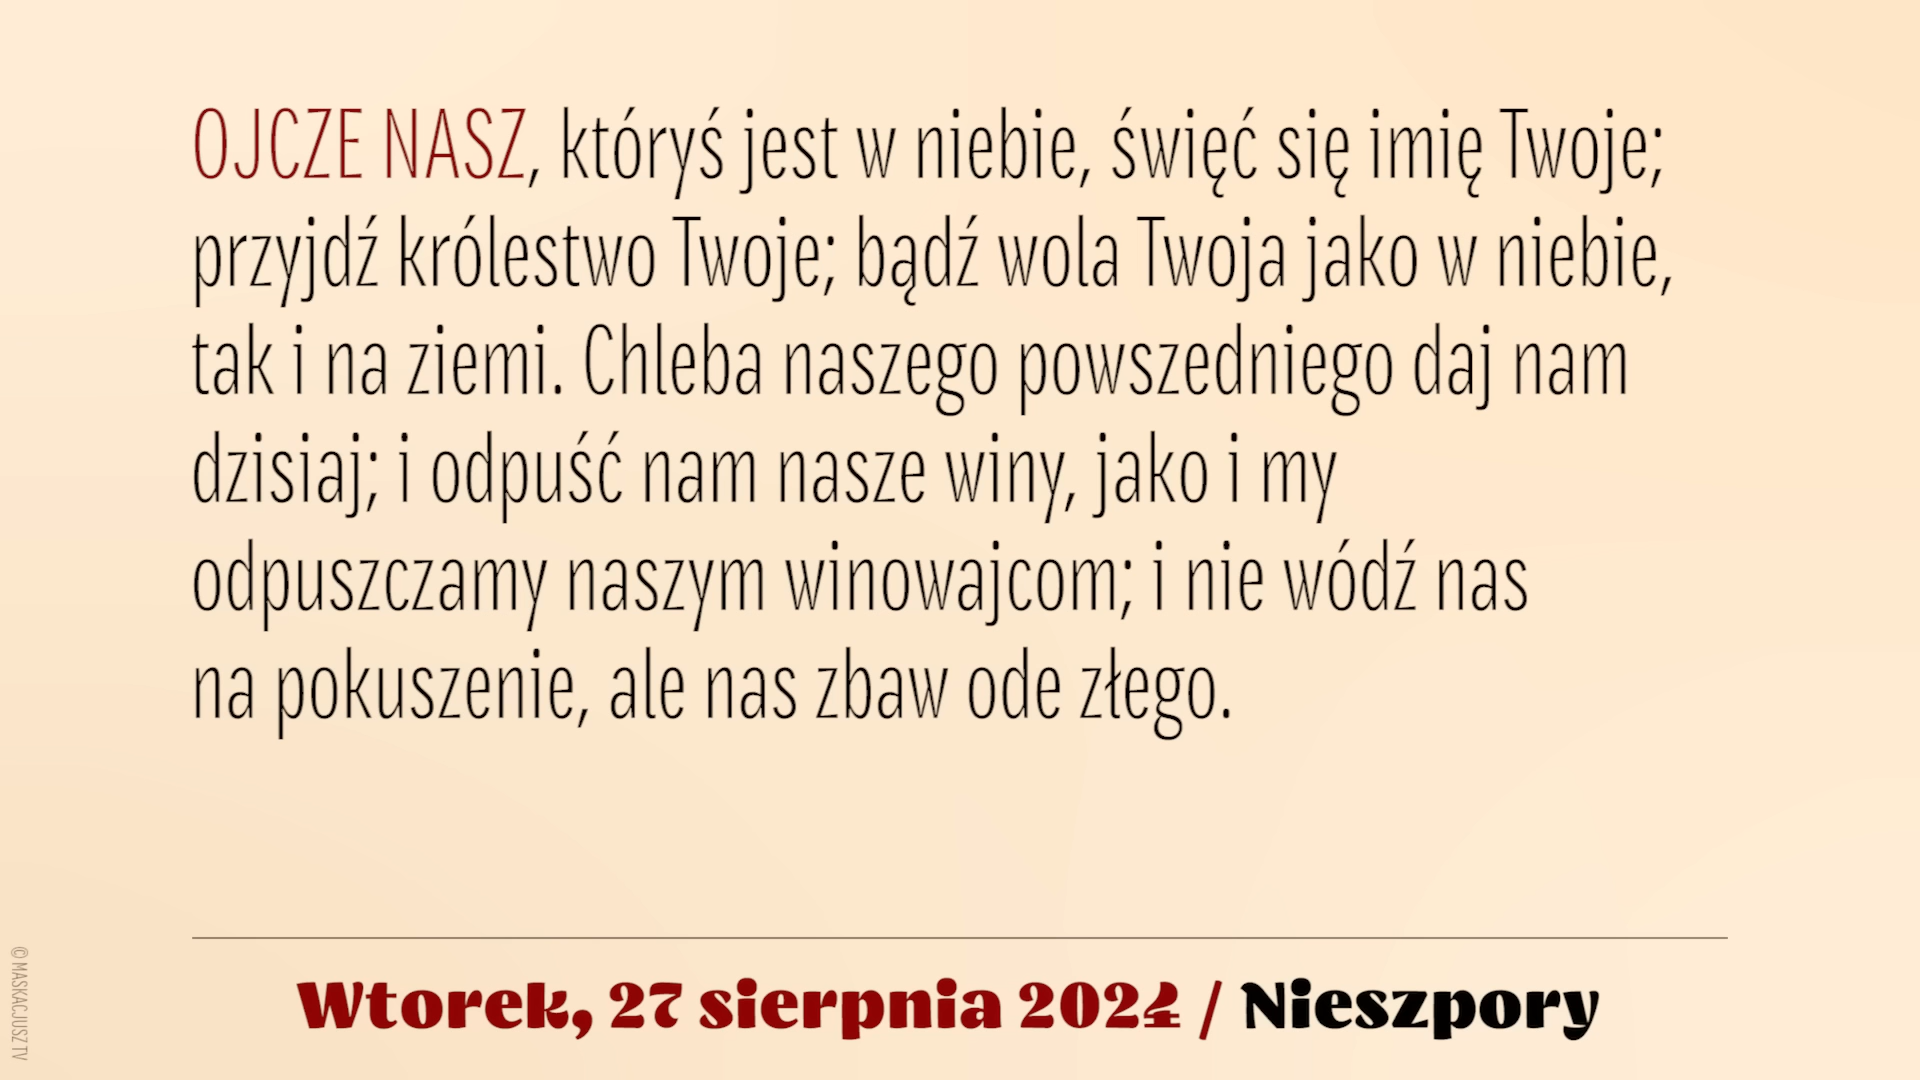 OJCZE NASZ, któryś jest w niebie, święć się imię Twoje;
przyjdź królestwo Twoje; bądź wola Twoja jako w niebie,
tak i na ziemi. Chleba naszego powszedniego daj nam
dzisiaj; i odpuść nam nasze winy, jako i my
odpuszczamy naszym winowajcom; i nie wódź nas
na pokuszenie, ale nas zbaw ode złego.
Wtorek, 27 sierpnia 2024 / Nieszpory
© MASKACJUSZ TV